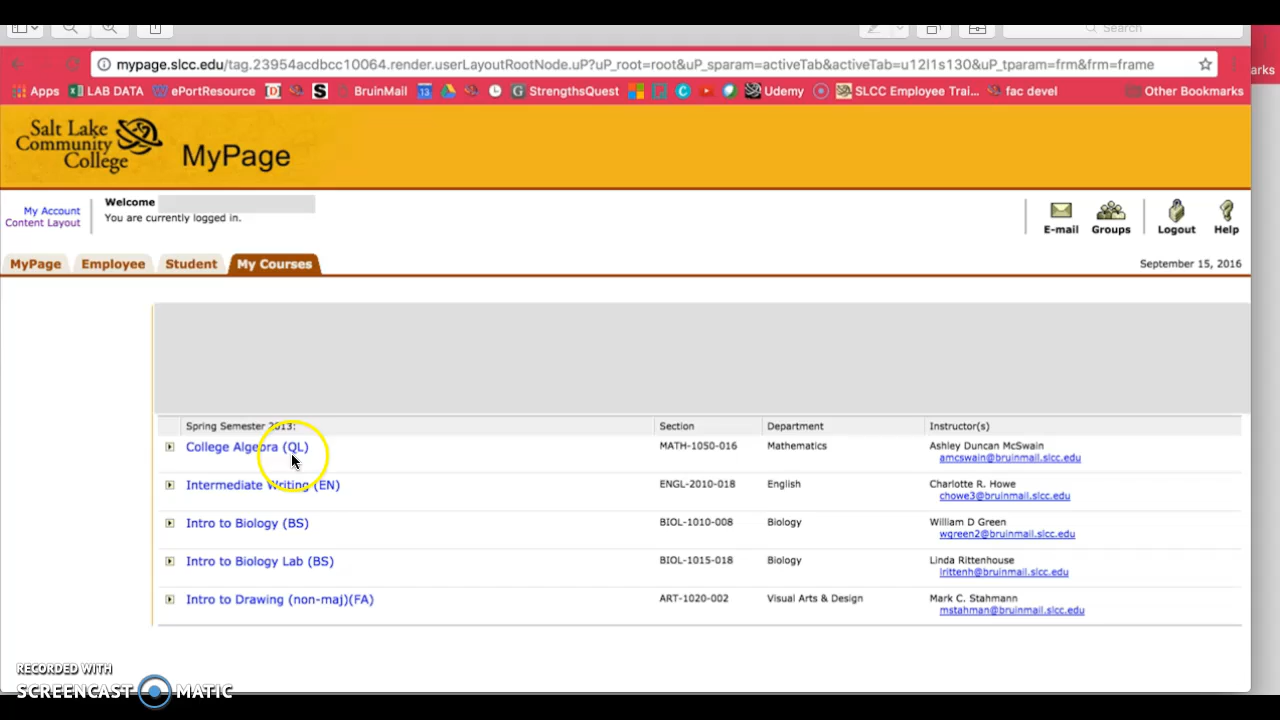 Search
mypage.slcc.edu/tag.23954acdbcc10064.render.userLayoutRootNode.uP?uP_root=root&uP_sparam=activeTab&activeTab=u12l1s130&uP_tparam=frm&frm=frame
arks
Apps LAB DATA ePortResource BruinMail StrengthsQuest Udemy SLCC Employee Trai... fac devel Other Bookmarks
Salt Lake
Community
College
MyPage
Welcome
You are currently logged in.
My Account
Content Layout
E-mail Groups Logout Help
MyPage Employee Student My Courses September 15, 2016
Spring Semester 2013: Section Department Instructor(s)
College Algebra (QL) MATH-1050-016 Mathematics Ashley Duncan McSwain
amcswain@bruinmail.slcc.edu
Intermediate Writing (EN) ENGL-2010-018 English Charlotte R. Howe
chowe3@bruinmail.slcc.edu
Intro to Biology (BS) BIOL-1010-008 Biology William D Green
wgreen2@bruinmail.slcc.edu
Intro to Biology Lab (BS) BIOL-1015-018 Biology Linda Rittenhouse
lrittenh@bruinmail.slcc.edu
Intro to Drawing (non-maj)(FA) ART-1020-002 Visual Arts & Design Mark C. Stahmann
mstahman@bruinmail.slcc.edu
RECORDED WITH
SCREENCAST MATIC